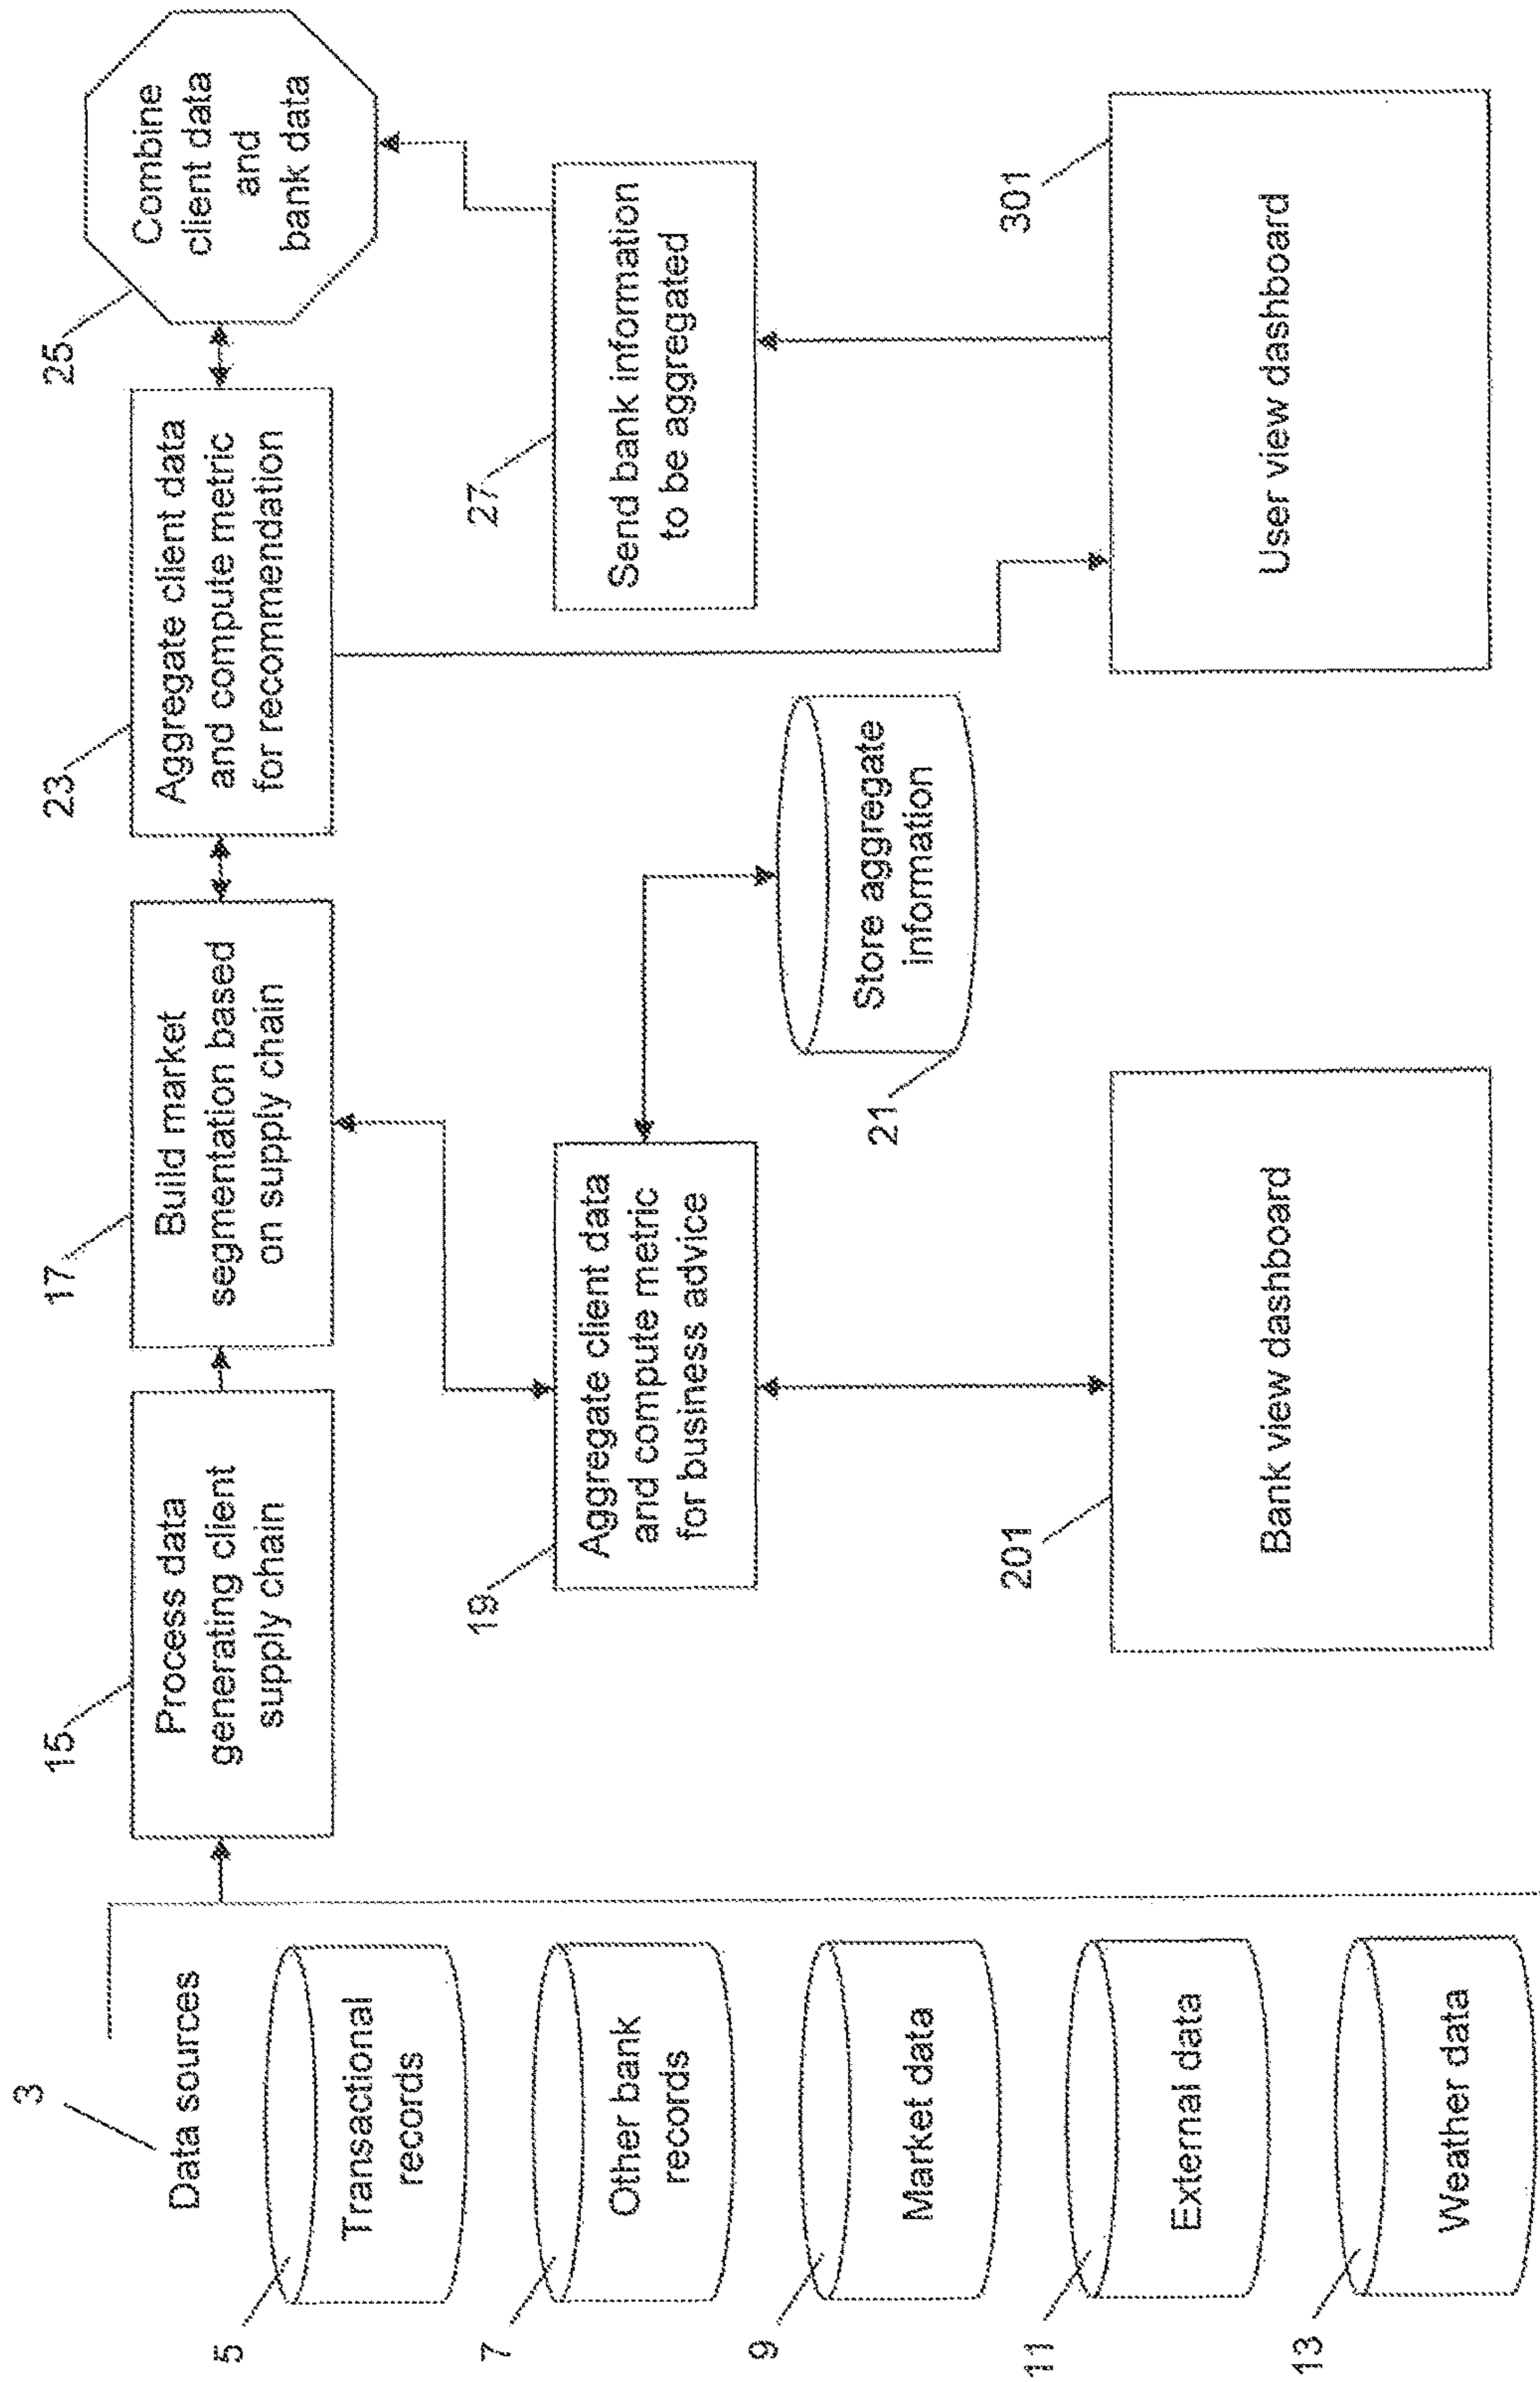 3
Data sources
5
Transactional
records
7
Other bank
records
9
Market data
11
External data
13
Weather data
15
Process data
generating client
supply chain
17
Build market
segmentation based
on supply chain
23
Aggregate client data
and compute metric
for recommendation
25
Combine
client data
and
bank data
19
Aggregate client data
and compute metric
for business advice
21
Store aggregate
information
27
Send bank information
to be aggregated
201
Bank view dashboard
301
User view dashboard